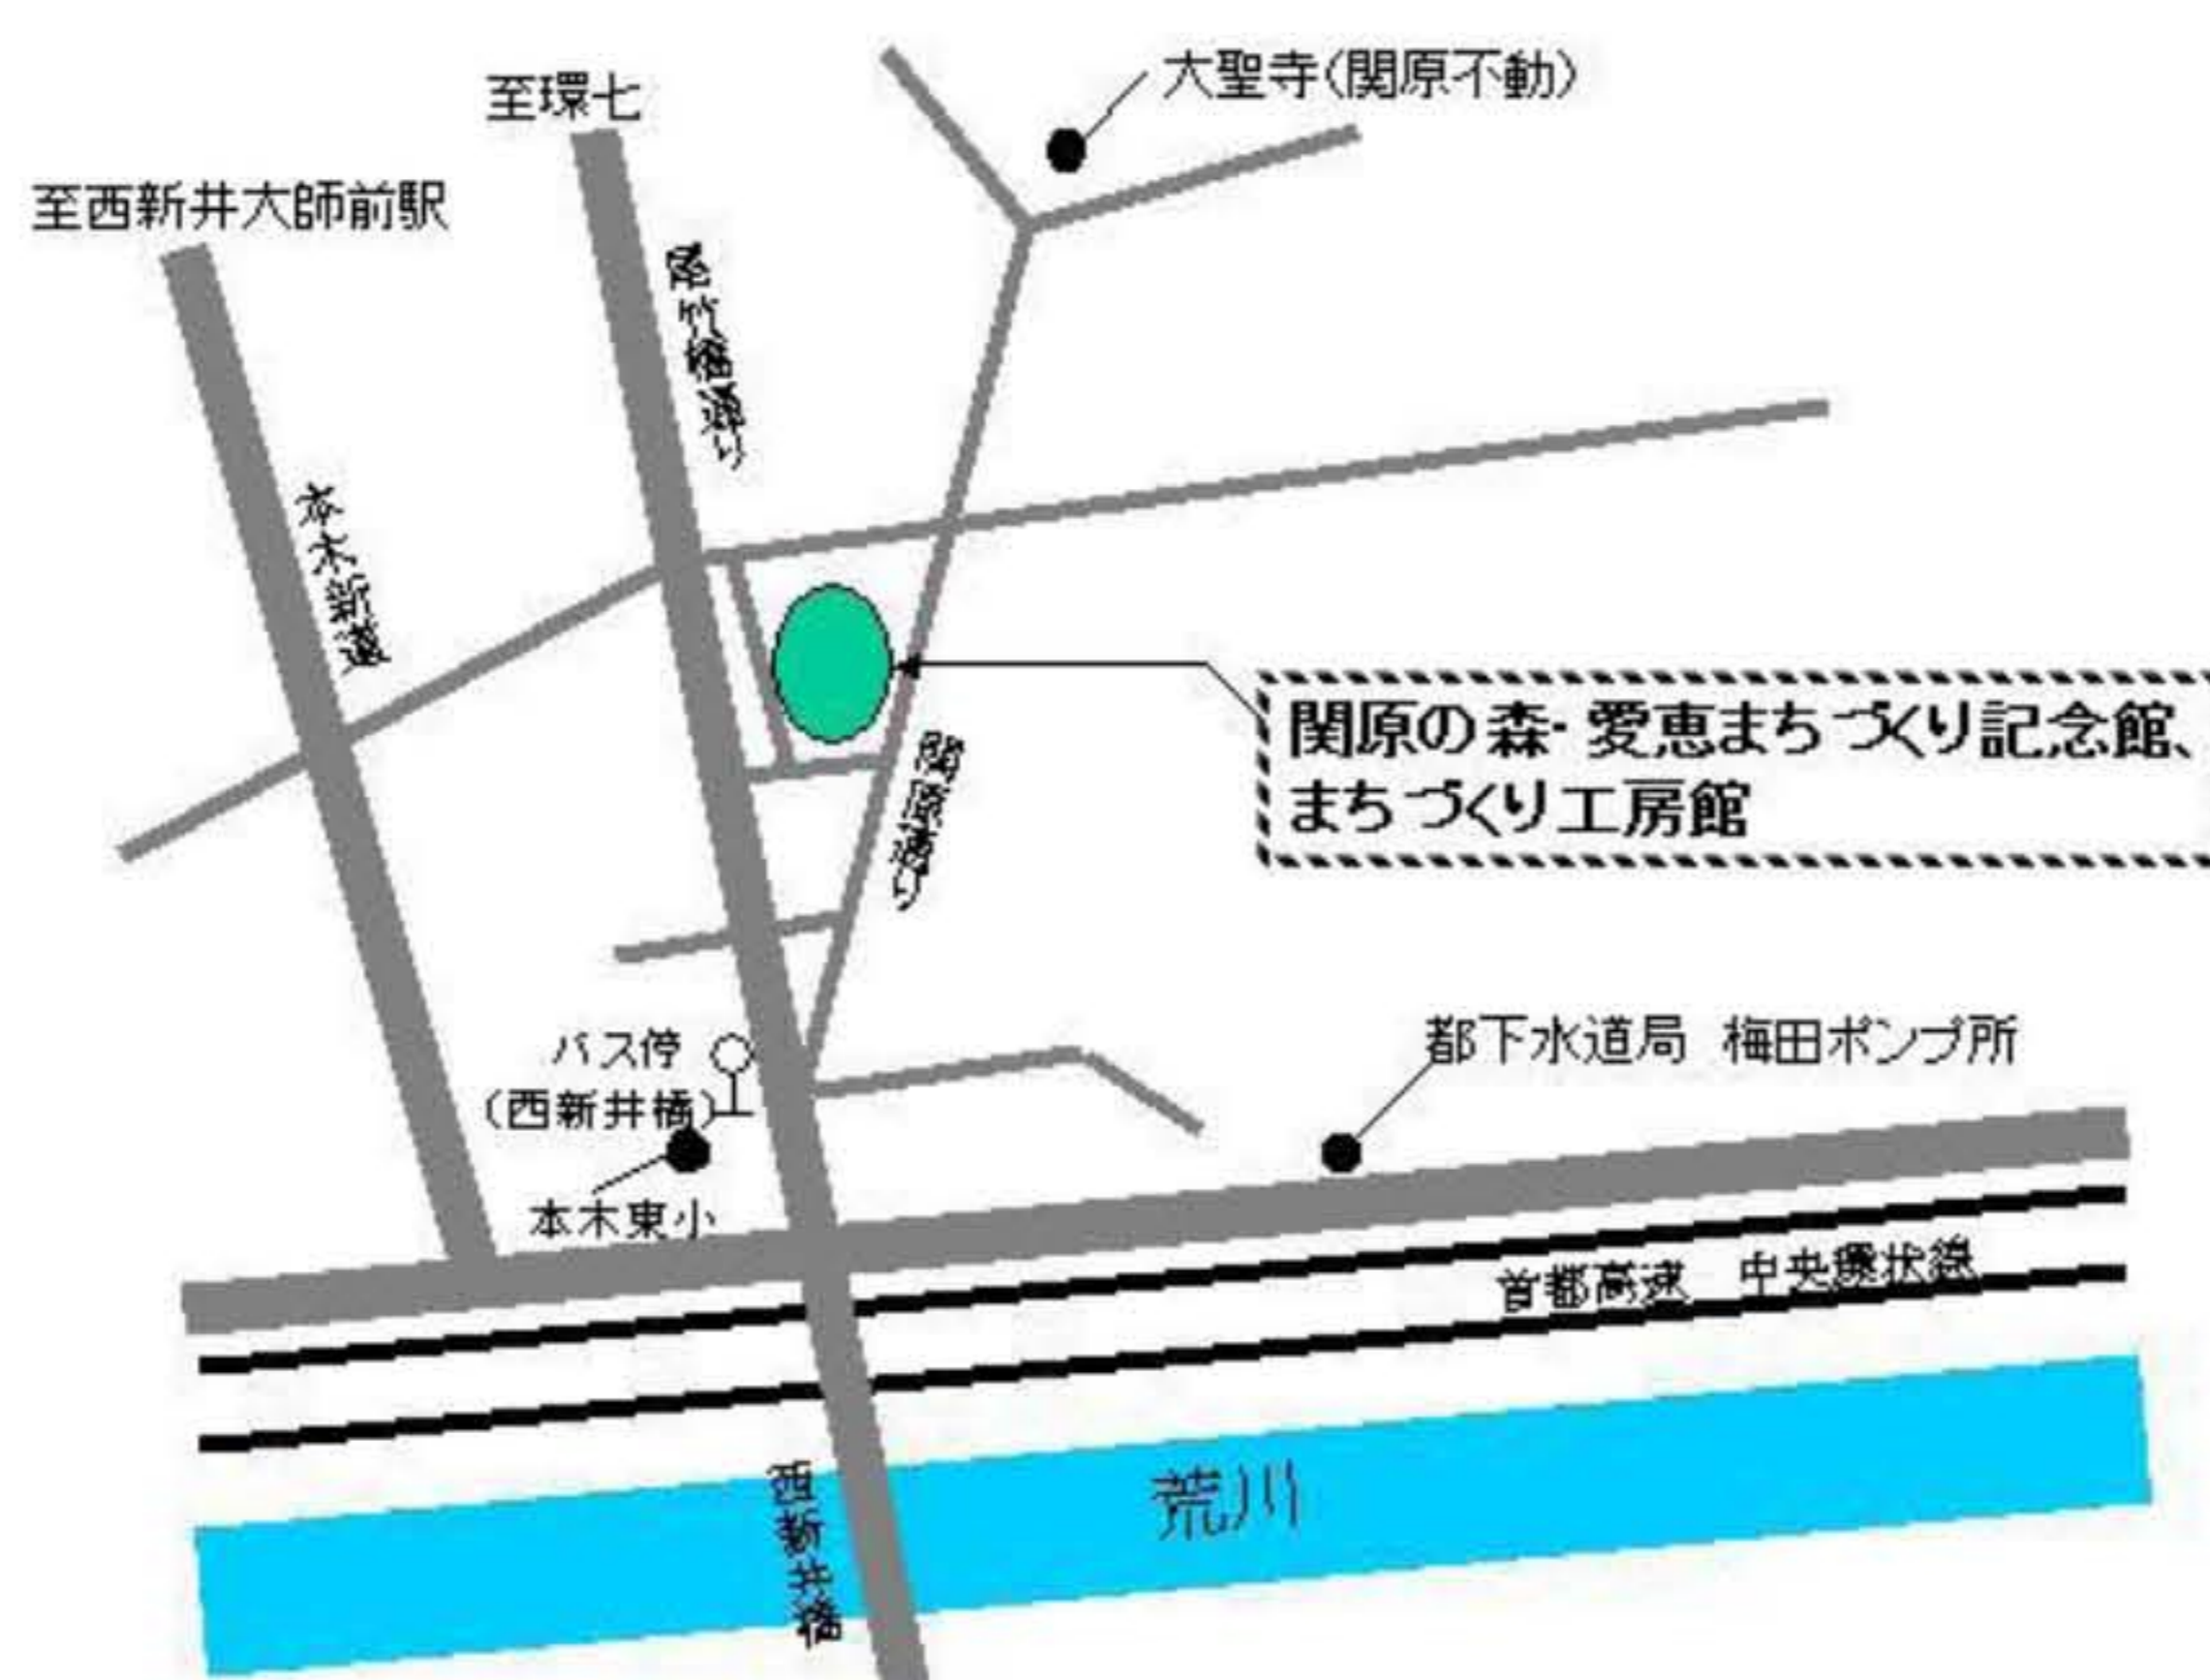 大聖寺(関原不動)
至環七
至西新井大師前駅
尾竹橋通り
本木新道
関原の森・愛恵まちづくり記念館、
まちづくり工房館
関原通り
バス停
(西新井橋)
都下水道局 梅田ポンプ所
本木東小
首都高速 中央環状線
荒川
西新井橋